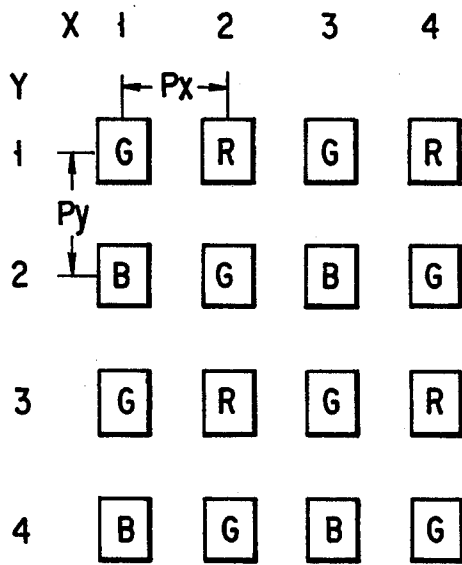 X 1 2 3 4
Y
Px
1 G R G R
Py
2 B G B G
3 G R G R
4 B G B G